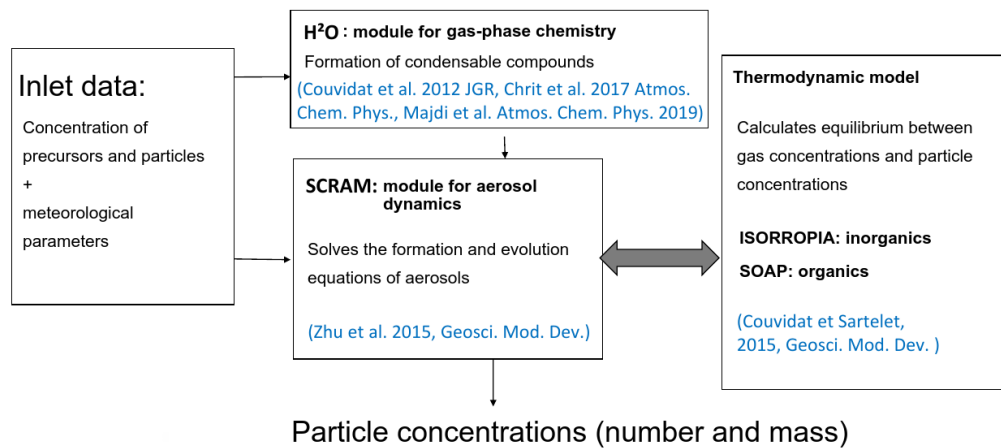 Inlet data:
Concentration of
precursors and particles
+
meteorological
parameters
H²O : module for gas-phase chemistry
Formation of condensable compounds
(Couvidat et al. 2012 JGR, Chrit et al. 2017 Atmos.
Chem. Phys., Majdi et al. Atmos. Chem. Phys. 2019)
SCRAM: module for aerosol
dynamics
Solves the formation and evolution
equations of aerosols
(Zhu et al. 2015, Geosci. Mod. Dev.)
Thermodynamic model
Calculates equilibrium between
gas concentrations and particle
concentrations
ISORROPIA: inorganics
SOAP: organics
(Couvidat et Sartelet,
2015, Geosci. Mod. Dev. )
Particle concentrations (number and mass)